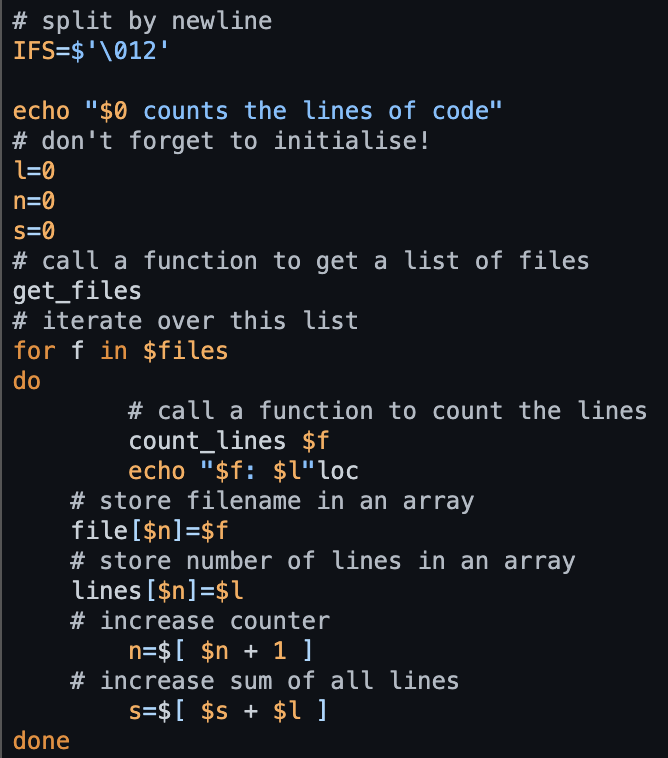 # split by newline
IFS=$'\012'

echo "$0 counts the lines of code"
# don't forget to initialise!
l=0
n=0
s=0
# call a function to get a list of files
get_files
# iterate over this list
for f in $files
do
        # call a function to count the lines
        count_lines $f
        echo "$f: $l"loc
    # store filename in an array
    file[$n]=$f
    # store number of lines in an array
    lines[$n]=$l
    # increase counter
        n=$[ $n + 1 ]
    # increase sum of all lines
        s=$[ $s + $l ]
done